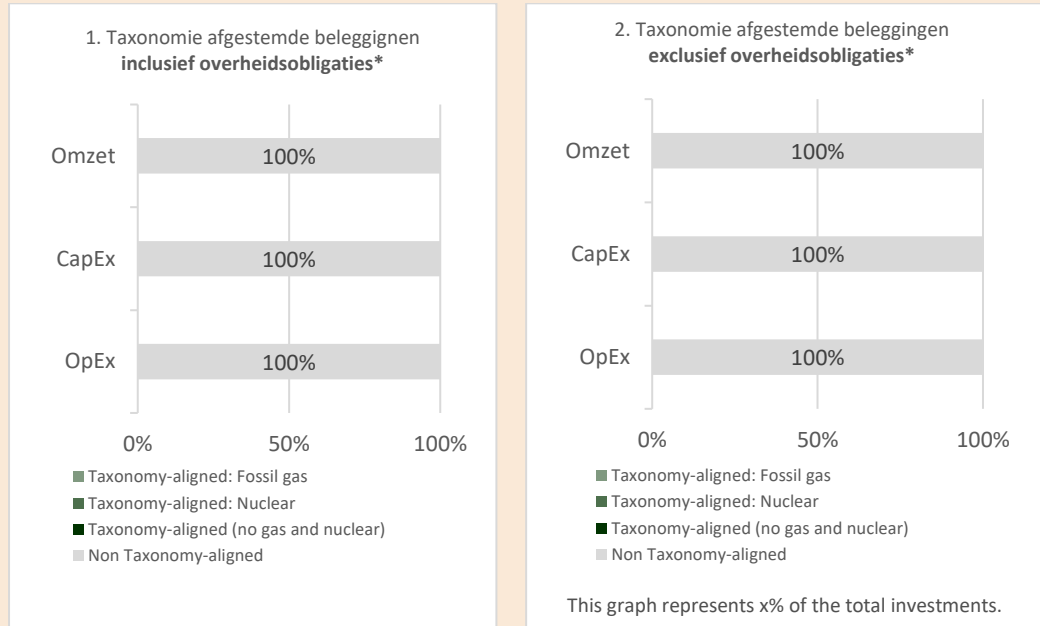 1. Taxonomie afgestemde beleggignen
inclusief overheidsobligaties*
Omzet
100%
CapEx
100%
OpEx
100%
0%
50%
100%
Taxonomy-aligned: Fossil gas
Taxonomy-aligned: Nuclear
Taxonomy-aligned (no gas and nuclear)
Non Taxonomy-aligned
2. Taxonomie afgestemde beleggingen
exclusief overheidsobligaties*
Omzet
100%
CapEx
100%
OpEx
100%
0%
50%
100%
Taxonomy-aligned: Fossil gas
Taxonomy-aligned: Nuclear
Taxonomy-aligned (no gas and nuclear)
Non Taxonomy-aligned
This graph represents x% of the total investments.